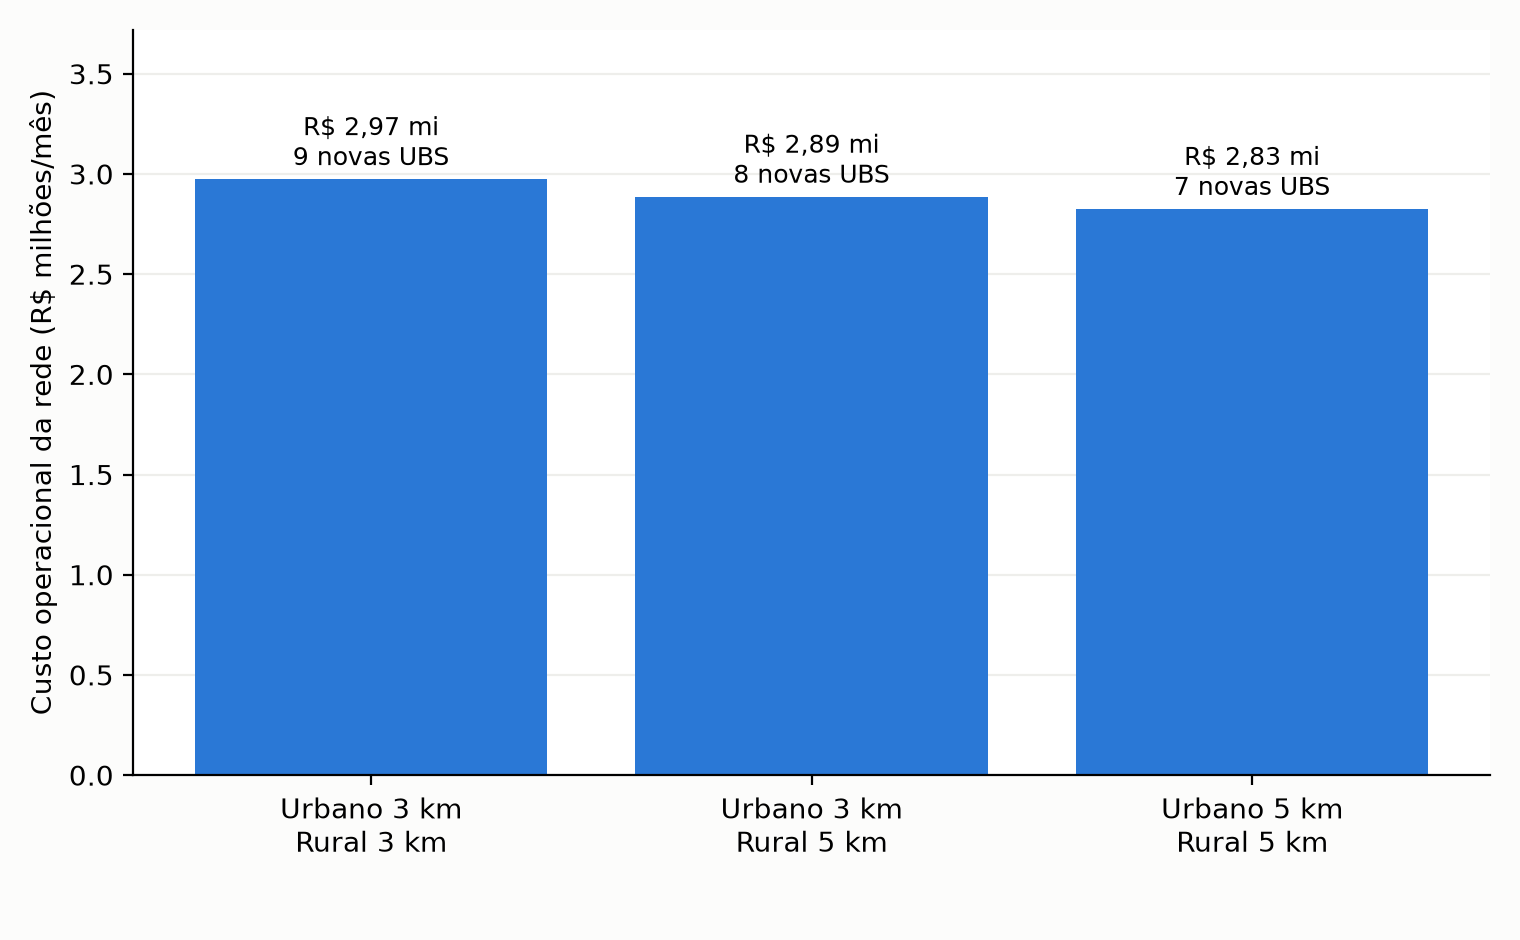 Custo operacional da rede (R$ milhões/mês)
3.5
3.0
2.5
2.0
1.5
1.0
0.5
0.0
R$ 2,97 mi
9 novas UBS
R$ 2,89 mi
8 novas UBS
R$ 2,83 mi
7 novas UBS
Urbano 3 km
Rural 3 km
Urbano 3 km
Rural 5 km
Urbano 5 km
Rural 5 km